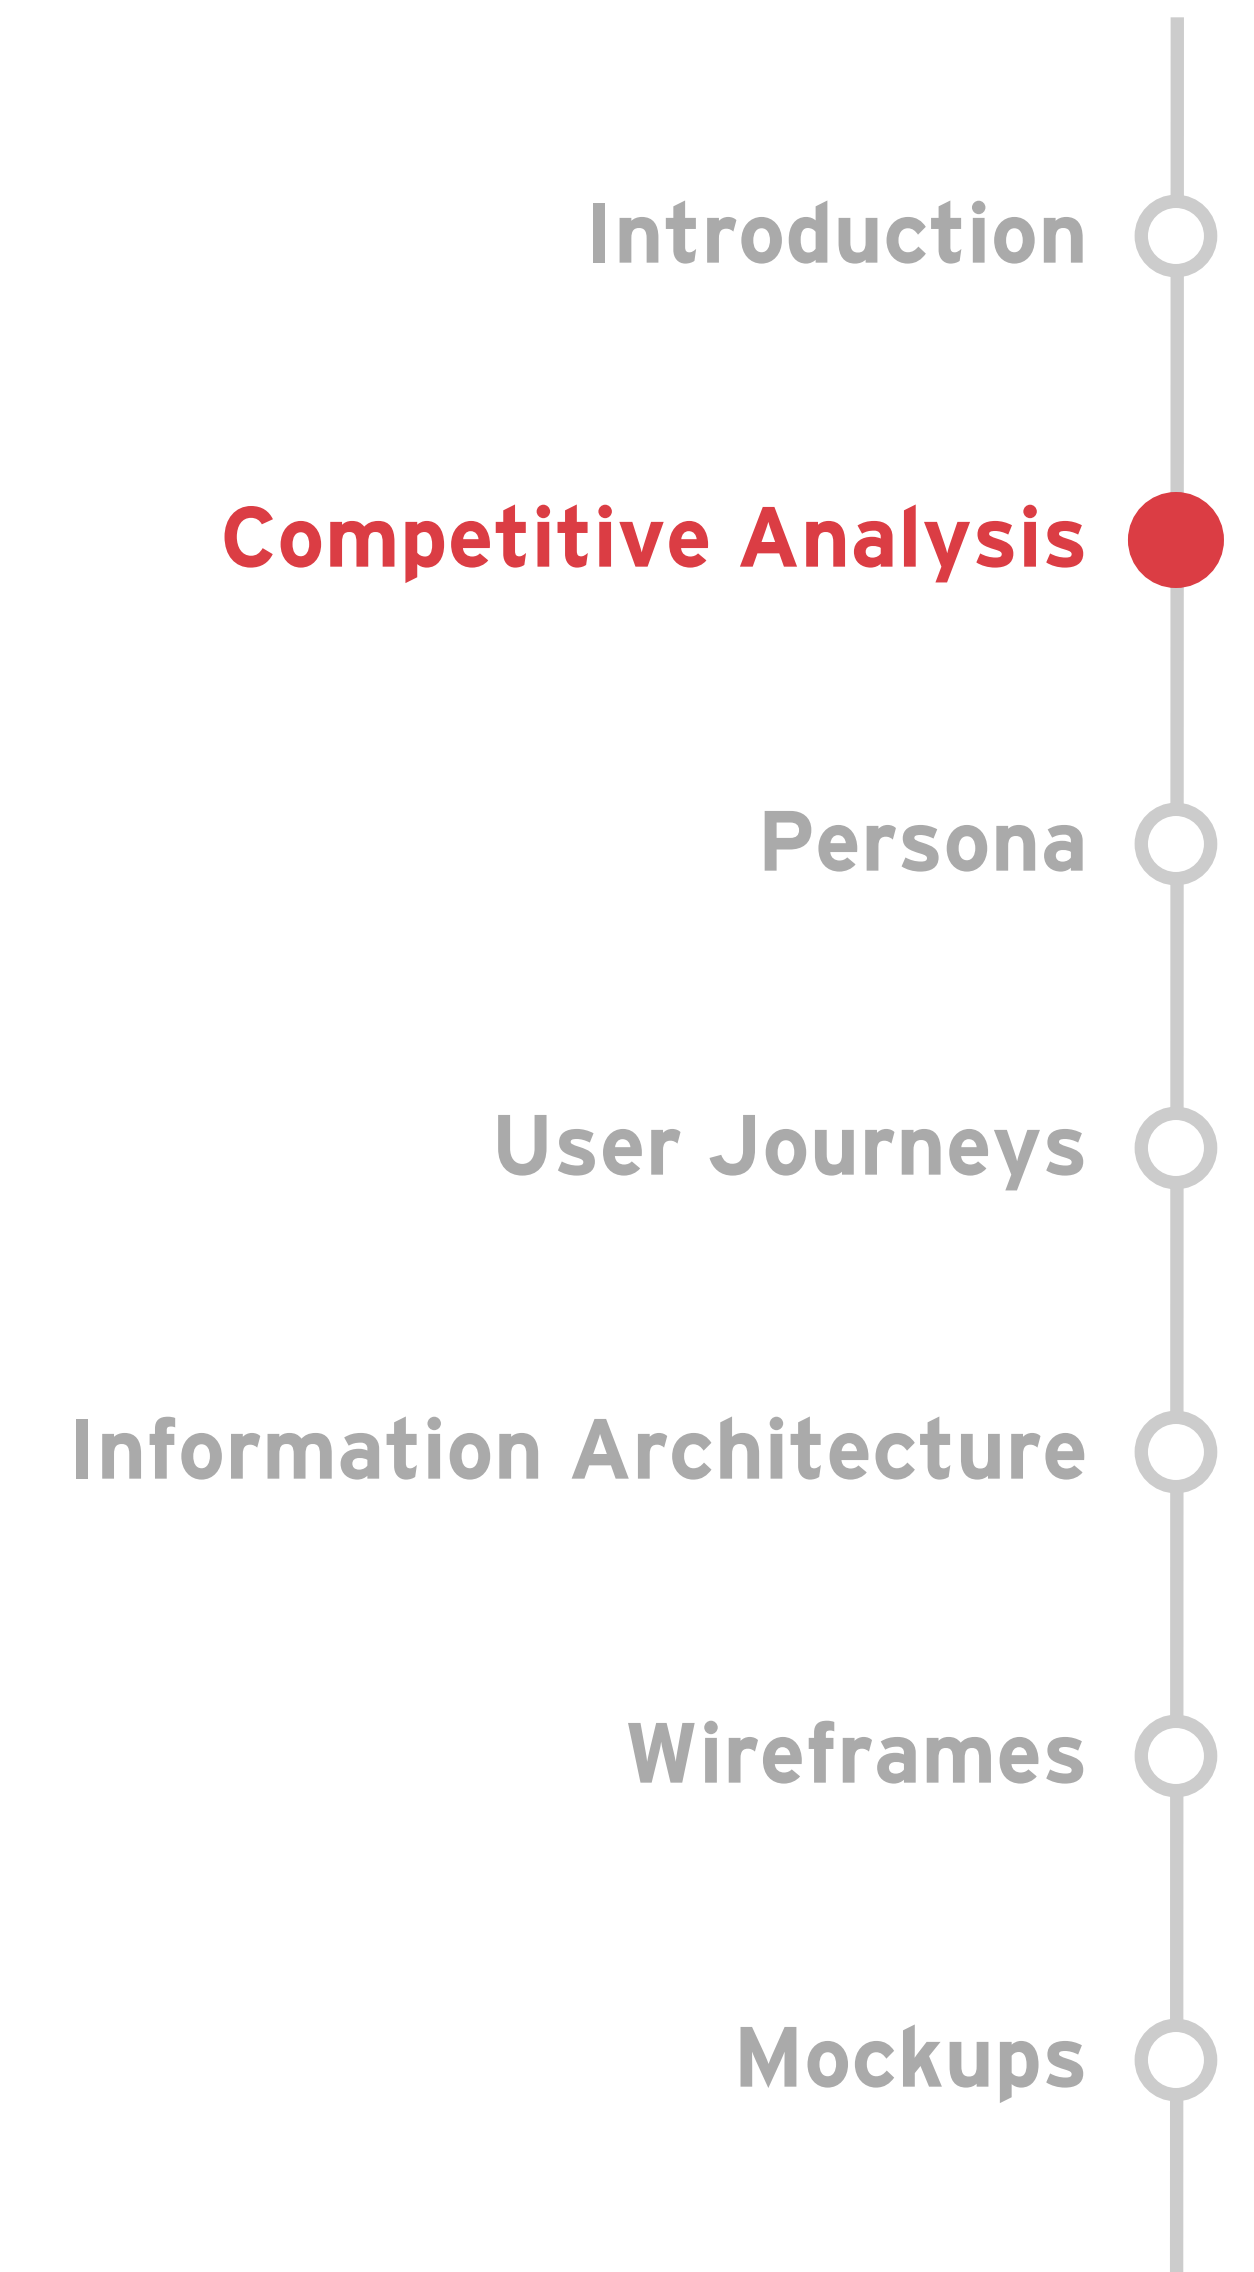 Introduction
Competitive Analysis
Persona
User Journeys
Information Architecture
Wireframes
Mockups